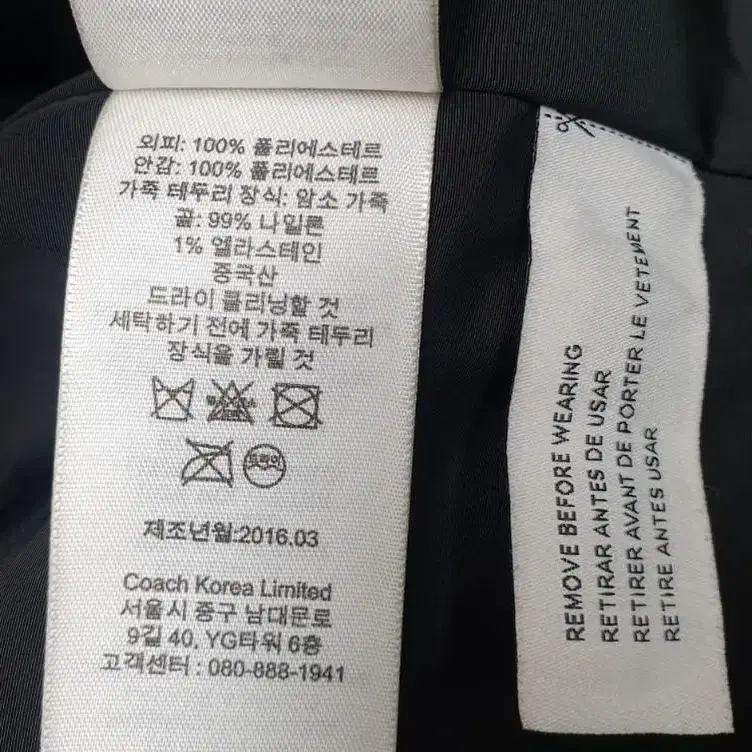 외피: 100% 폴리에스테르
안감: 100% 폴리에스테르
가죽 테두리 장식: 암소 가죽
골: 99% 나일론
1% 엘라스테인
중국산
드라이 클리닝할 것
세탁하기 전에 가죽 테두리
장식을 가릴 것
드라이
제조년월:2016.03
Coach Korea Limited
서울시 중구 남대문로
9길 40, YG타워 6층
고객센터 : 080-888-1941
REMOVE BEFORE WEARING
RETIRAR ANTES DE USAR
RETIRER AVANT DE PORTER LE VETEMENT
RETIRE ANTES USAR